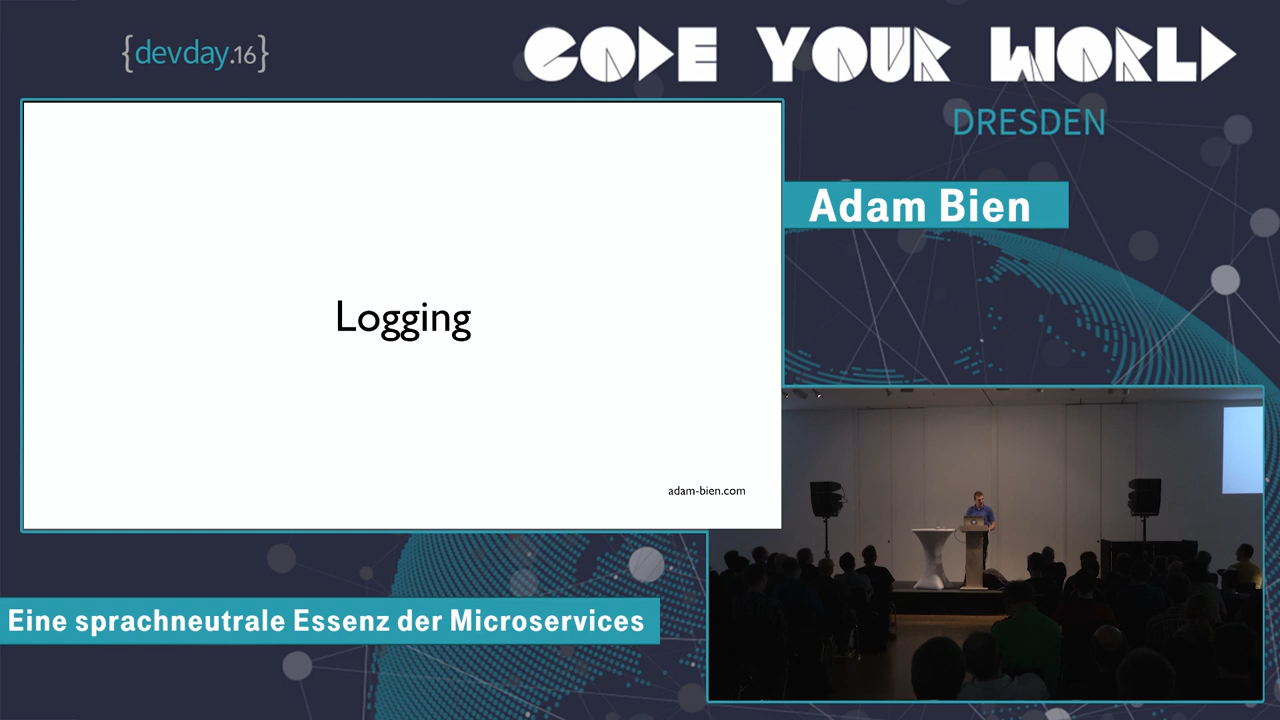 {devday.16}
CODE YOUR WORLD
DRESDEN
Adam Bien
Logging
adam-bien.com
Eine sprachneutrale Essenz der Microservices